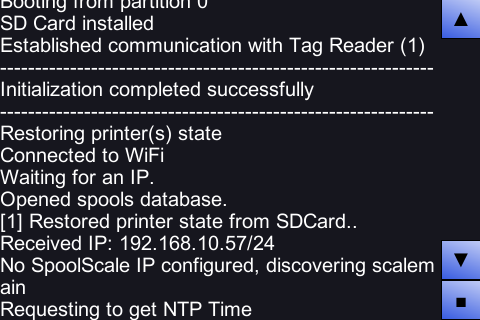 Booting from partition 0
SD Card installed
Established communication with Tag Reader (1)
--------------------------------------------------------------
Initialization completed successfully
--------------------------------------------------------------
Restoring printer(s) state
Connected to WiFi
Waiting for an IP.
Opened spools database.
[1] Restored printer state from SDCard..
Received IP: 192.168.10.57/24
No SpoolScale IP configured, discovering scalem
ain
Requesting to get NTP Time